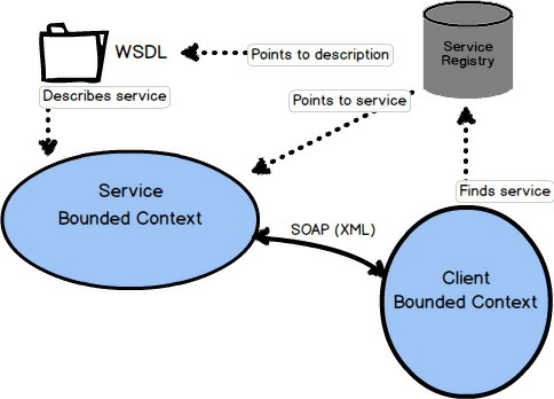 WSDL
Points to description
Service
Registry
Describes service
Points to service
Finds service
Service
Bounded Context
SOAP (XML)
Client
Bounded Context